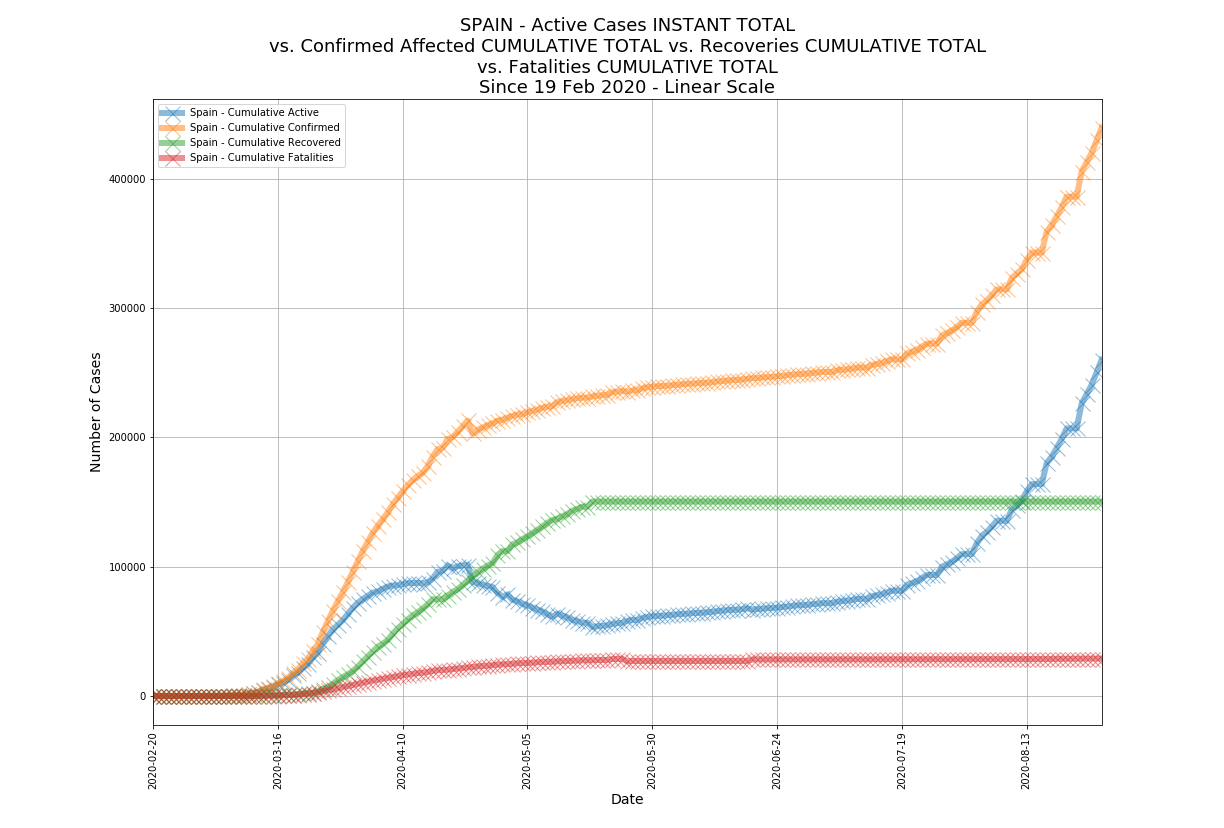 SPAIN - Active Cases INSTANT TOTAL
vs. Confirmed Affected CUMULATIVE TOTAL vs. Recoveries CUMULATIVE TOTAL
vs. Fatalities CUMULATIVE TOTAL
Since 19 Feb 2020 - Linear Scale
Spain - Cumulative Active
Spain - Cumulative Confirmed
Spain - Cumulative Recovered
Spain - Cumulative Fatalities
Number of Cases
400000
300000
200000
100000
0
2020-02-20
2020-03-16
2020-04-10
2020-05-05
2020-05-30
2020-06-24
2020-07-19
2020-08-13
Date